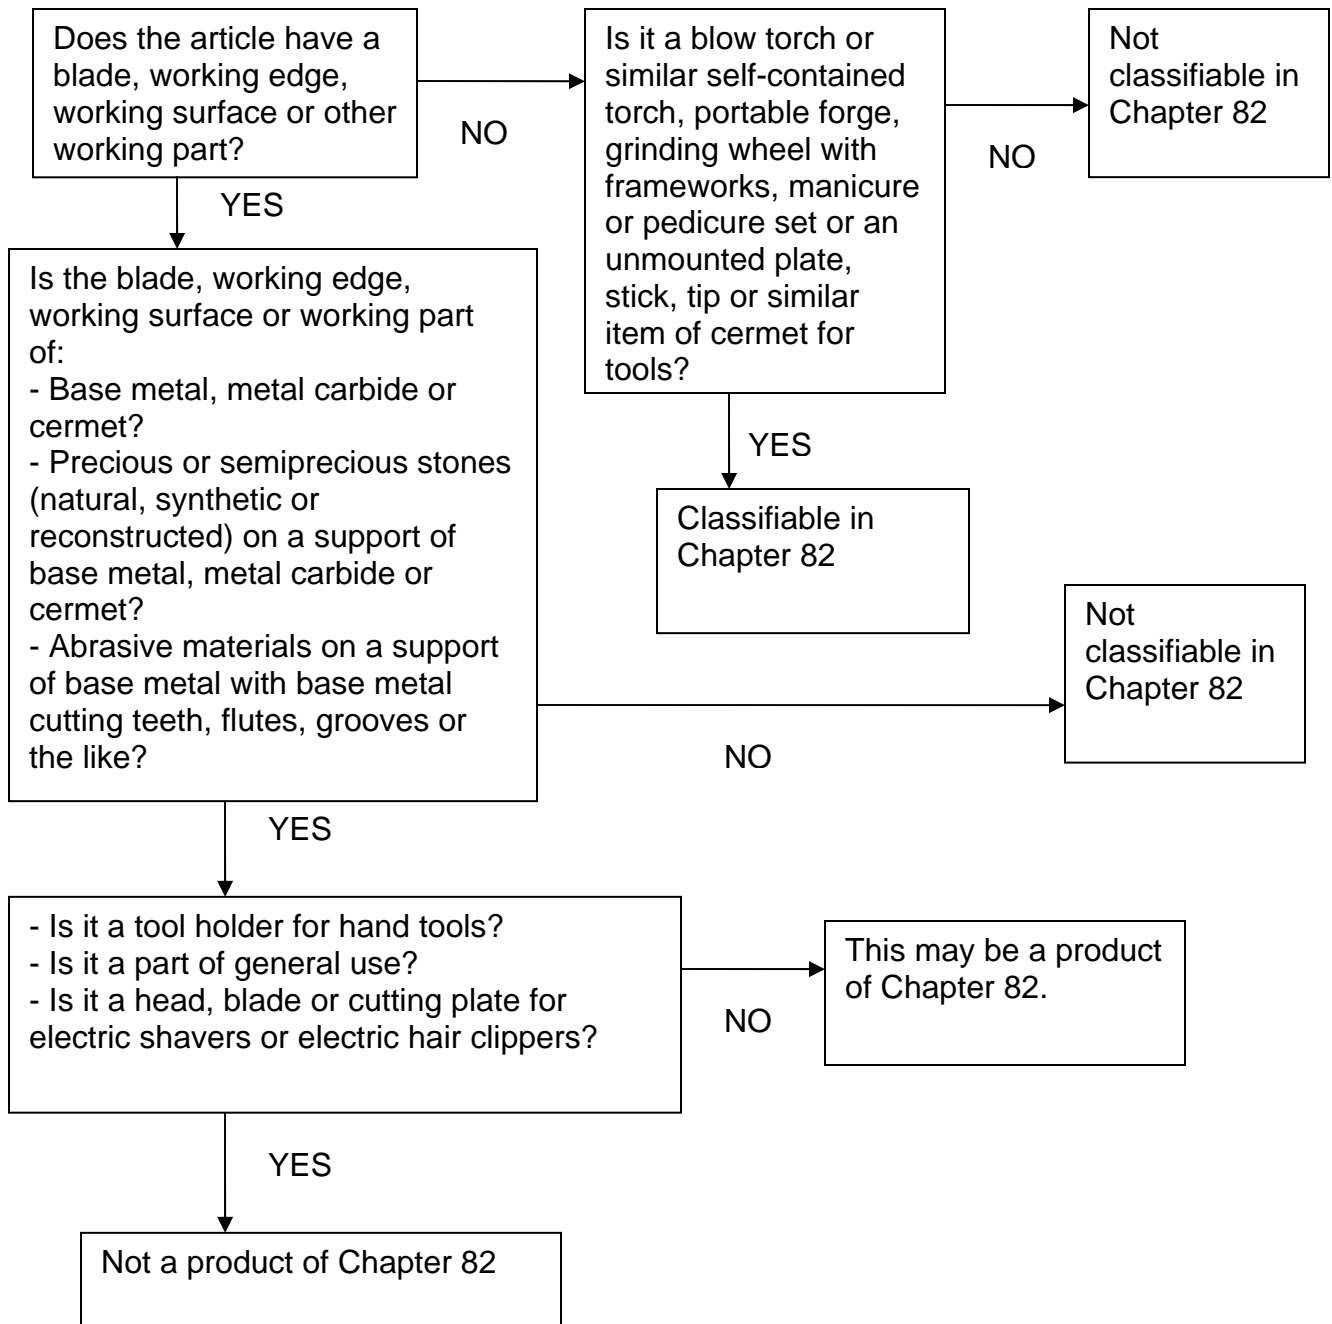 Does the article have a
blade, working edge,
working surface or other
working part?
NO
Is it a blow torch or
similar self-contained
torch, portable forge,
grinding wheel with
frameworks, manicure
or pedicure set or an
unmounted plate,
stick, tip or similar
item of cermet for
tools?
NO
Not
classifiable in
Chapter 82
YES
YES
Classifiable in
Chapter 82
Is the blade, working edge,
working surface or working part
of:
- Base metal, metal carbide or
cermet?
- Precious or semiprecious stones
(natural, synthetic or
reconstructed) on a support of
base metal, metal carbide or
cermet?
- Abrasive materials on a support
of base metal with base metal
cutting teeth, flutes, grooves or
the like?
NO
Not
classifiable in
Chapter 82
YES
- Is it a tool holder for hand tools?
- Is it a part of general use?
- Is it a head, blade or cutting plate for
electric shavers or electric hair clippers?
NO
This may be a product
of Chapter 82.
YES
Not a product of Chapter 82